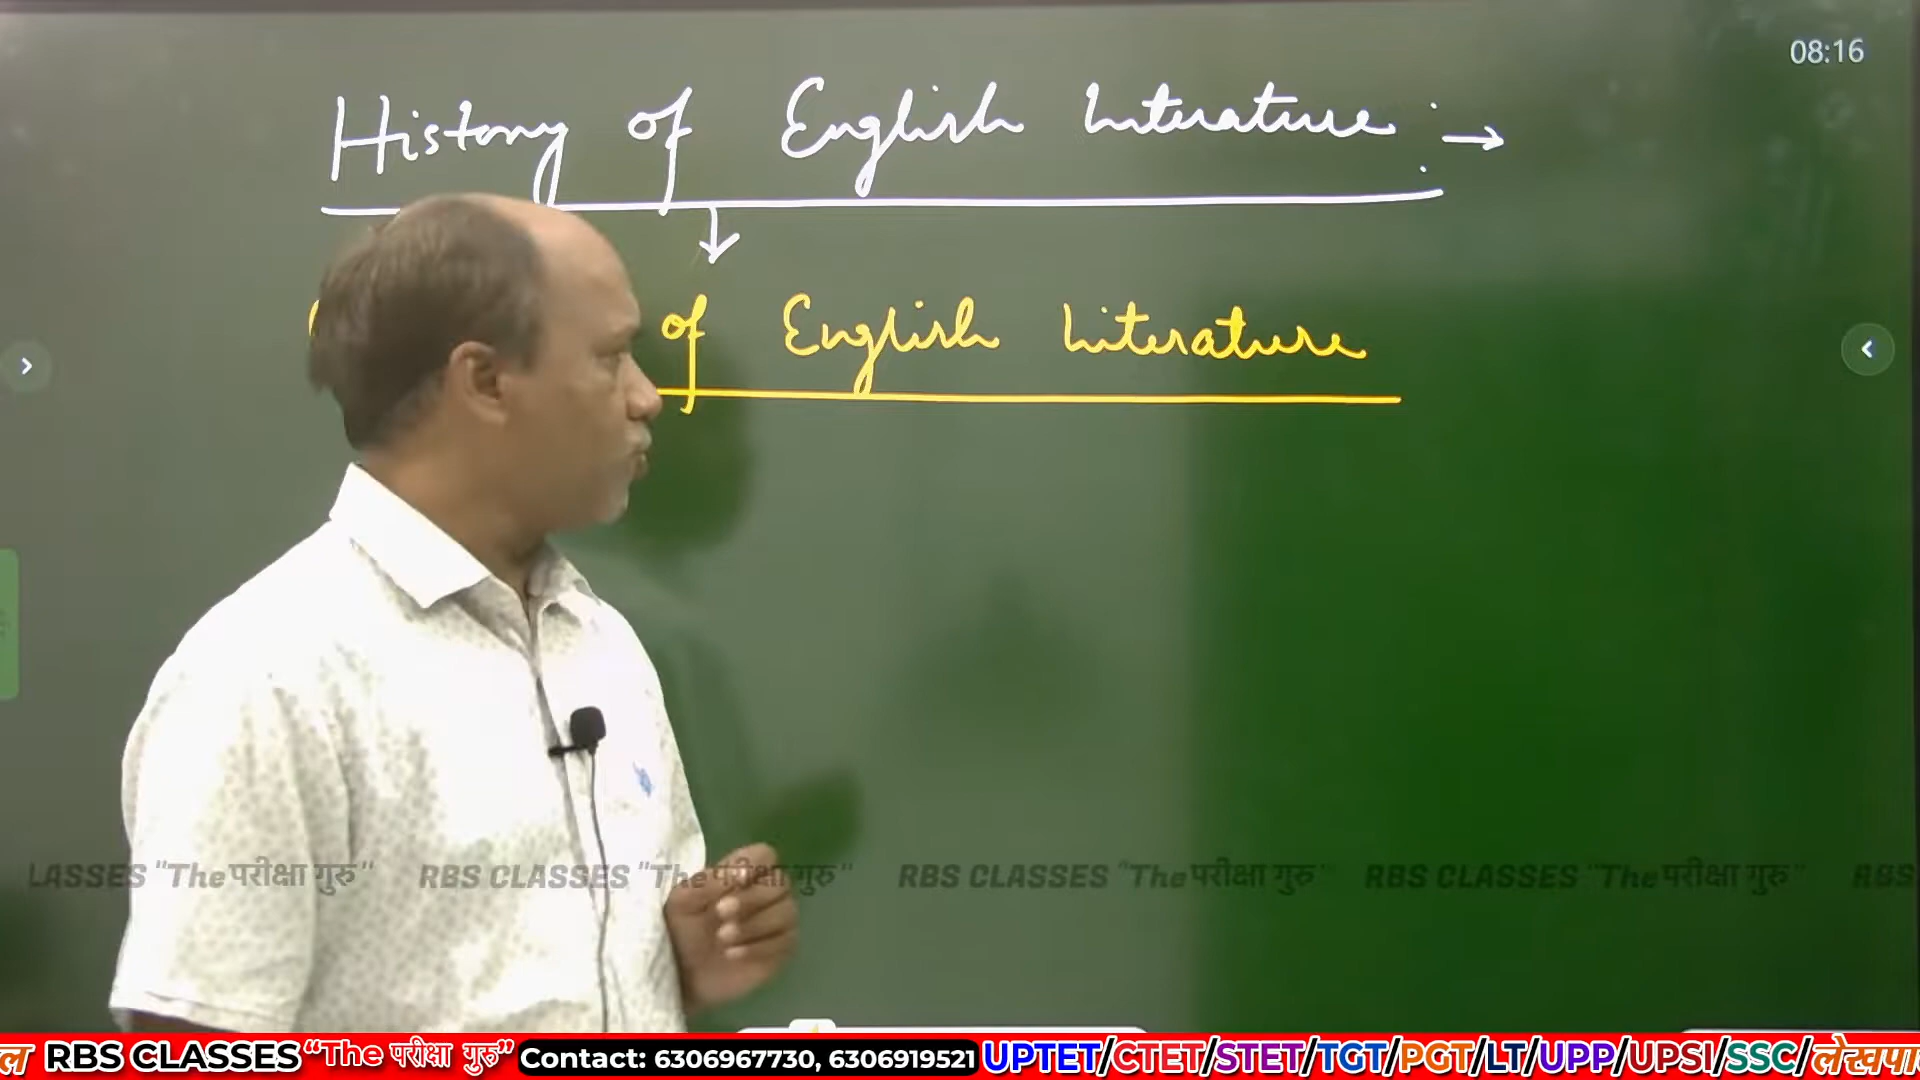 08:16
History of English Literature :→
of English Literature
LASSES "The परीक्षा गुरु" RBS CLASSES "The परीक्षा गुरु" RBS CLASSES "The परीक्षा गुरु" RBS CLASSES "The परीक्षा गुरु" RBS
RBS CLASSES “The परीक्षा गुरु” Contact: 6306967730, 6306919521 UPTET/CTET/STET/TGT/PGT/LT/UPP/UPSI/SSC/लेखपा